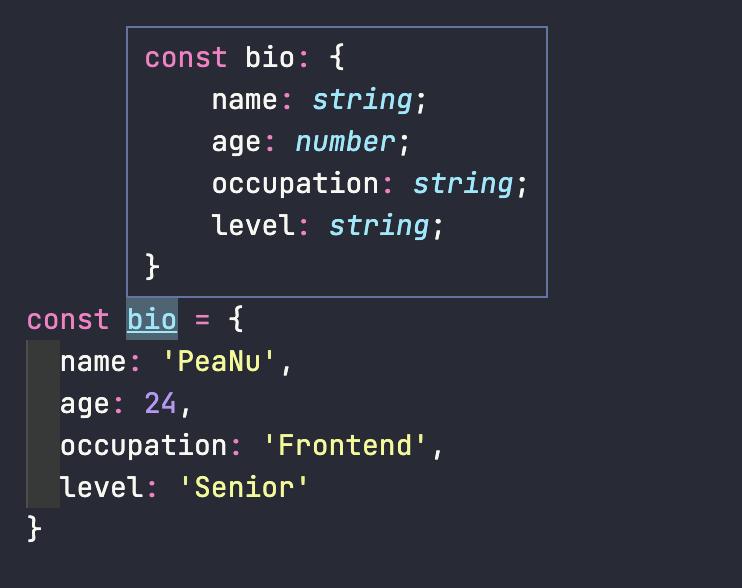 const bio: {
    name: string;
    age: number;
    occupation: string;
    level: string;
}
const bio = {
  name: 'PeaNu',
  age: 24,
  occupation: 'Frontend',
  level: 'Senior'
}